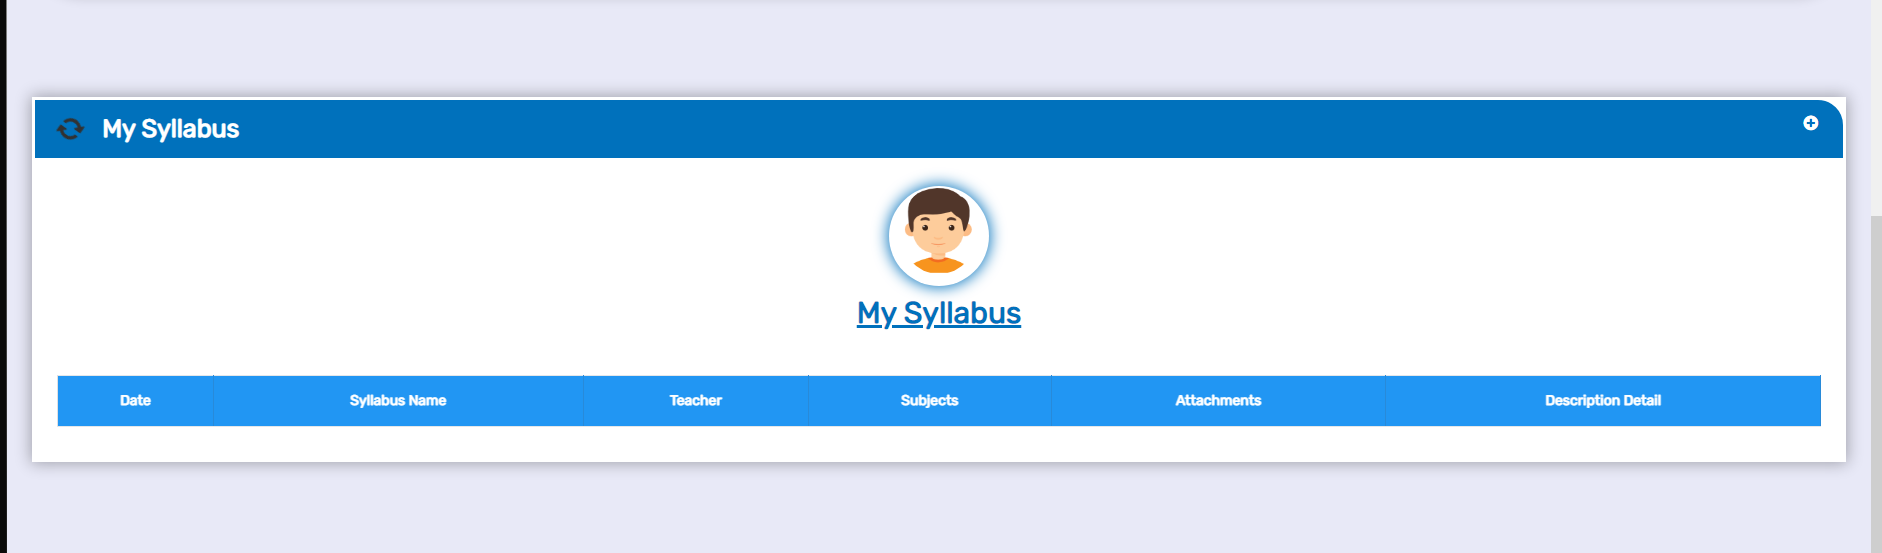 My Syllabus
My Syllabus
Date Syllabus Name Teacher Subjects Attachments Description Detail